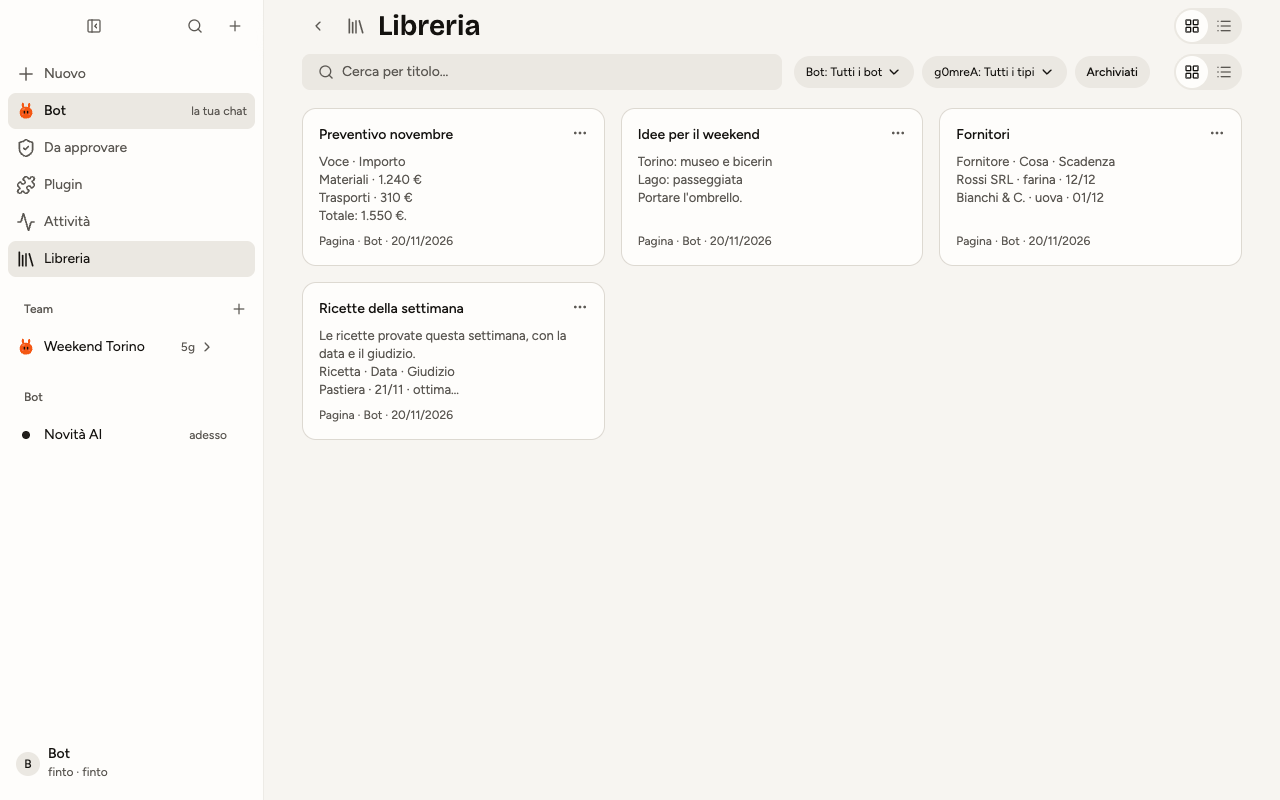 Libreria
Nuovo
Bot
la tua chat
Da approvare
Plugin
Attività
Libreria
Team
Weekend Torino
5g
Bot
Novità AI
adesso
B
Bot
finto · finto
Cerca per titolo...
Bot: Tutti i bot
g0mreA: Tutti i tipi
Archiviati
Preventivo novembre
Voce · Importo
Materiali · 1.240 €
Trasporti · 310 €
Totale: 1.550 €.
Pagina · Bot · 20/11/2026
Idee per il weekend
Torino: museo e bicerin
Lago: passeggiata
Portare l'ombrello.
Pagina · Bot · 20/11/2026
Fornitori
Fornitore · Cosa · Scadenza
Rossi SRL · farina · 12/12
Bianchi & C. · uova · 01/12
Pagina · Bot · 20/11/2026
Ricette della settimana
Le ricette provate questa settimana, con la
data e il giudizio.
Ricetta · Data · Giudizio
Pastiera · 21/11 · ottima...
Pagina · Bot · 20/11/2026